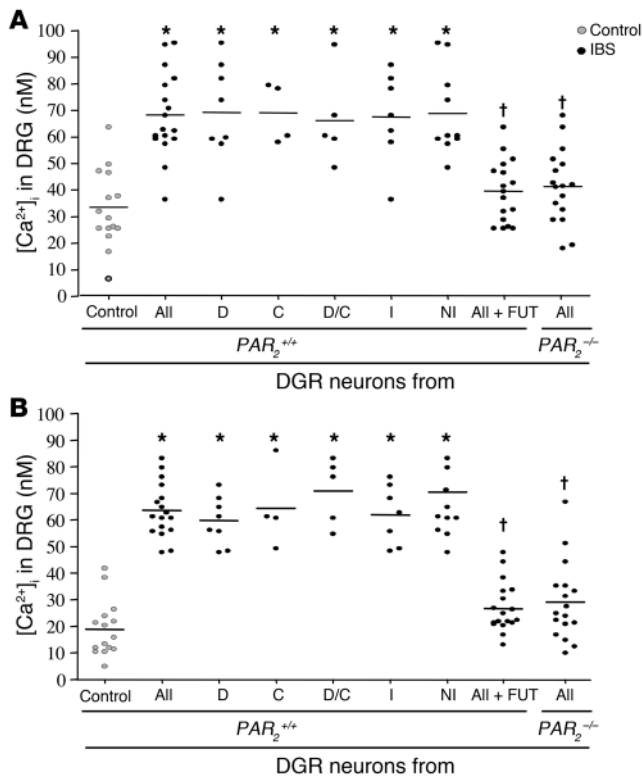 A
Control
IBS
100
90
80
70
60
50
40
30
20
10
0
[Ca²⁺]ᵢ in DRG (nM)
* * * * * * † †
Control All D C D/C I NI All + FUT All
PAR₂⁺/⁺ PAR₂⁻/⁻
DGR neurons from
B
100
90
80
70
60
50
40
30
20
10
0
[Ca²⁺]ᵢ in DRG (nM)
* * * * * * † †
Control All D C D/C I NI All + FUT All
PAR₂⁺/⁺ PAR₂⁻/⁻
DGR neurons from